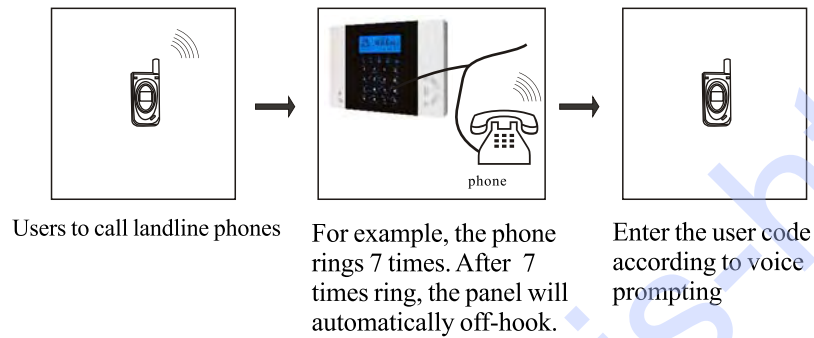 phone
Users to call landline phones
For example, the phone
rings 7 times. After 7
times ring, the panel will
automatically off-hook.
Enter the user code
according to voice
prompting